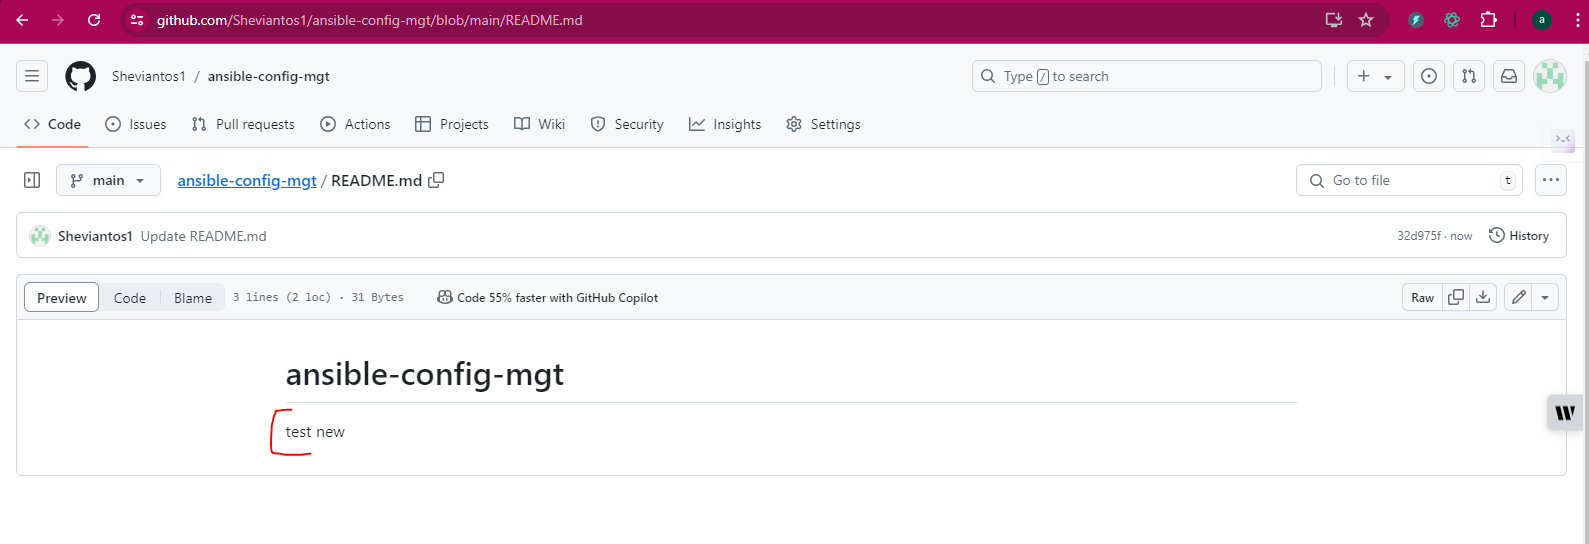 github.com/Sheviantos1/ansible-config-mgt/blob/main/README.md
a
Sheviantos1 / ansible-config-mgt
Type / to search
Code Issues Pull requests Actions Projects Wiki Security Insights Settings
main ansible-config-mgt / README.md
Go to file t
Sheviantos1 Update README.md
32d975f · now History
Preview Code Blame 3 lines (2 loc) · 31 Bytes Code 55% faster with GitHub Copilot
Raw
ansible-config-mgt
test new
W